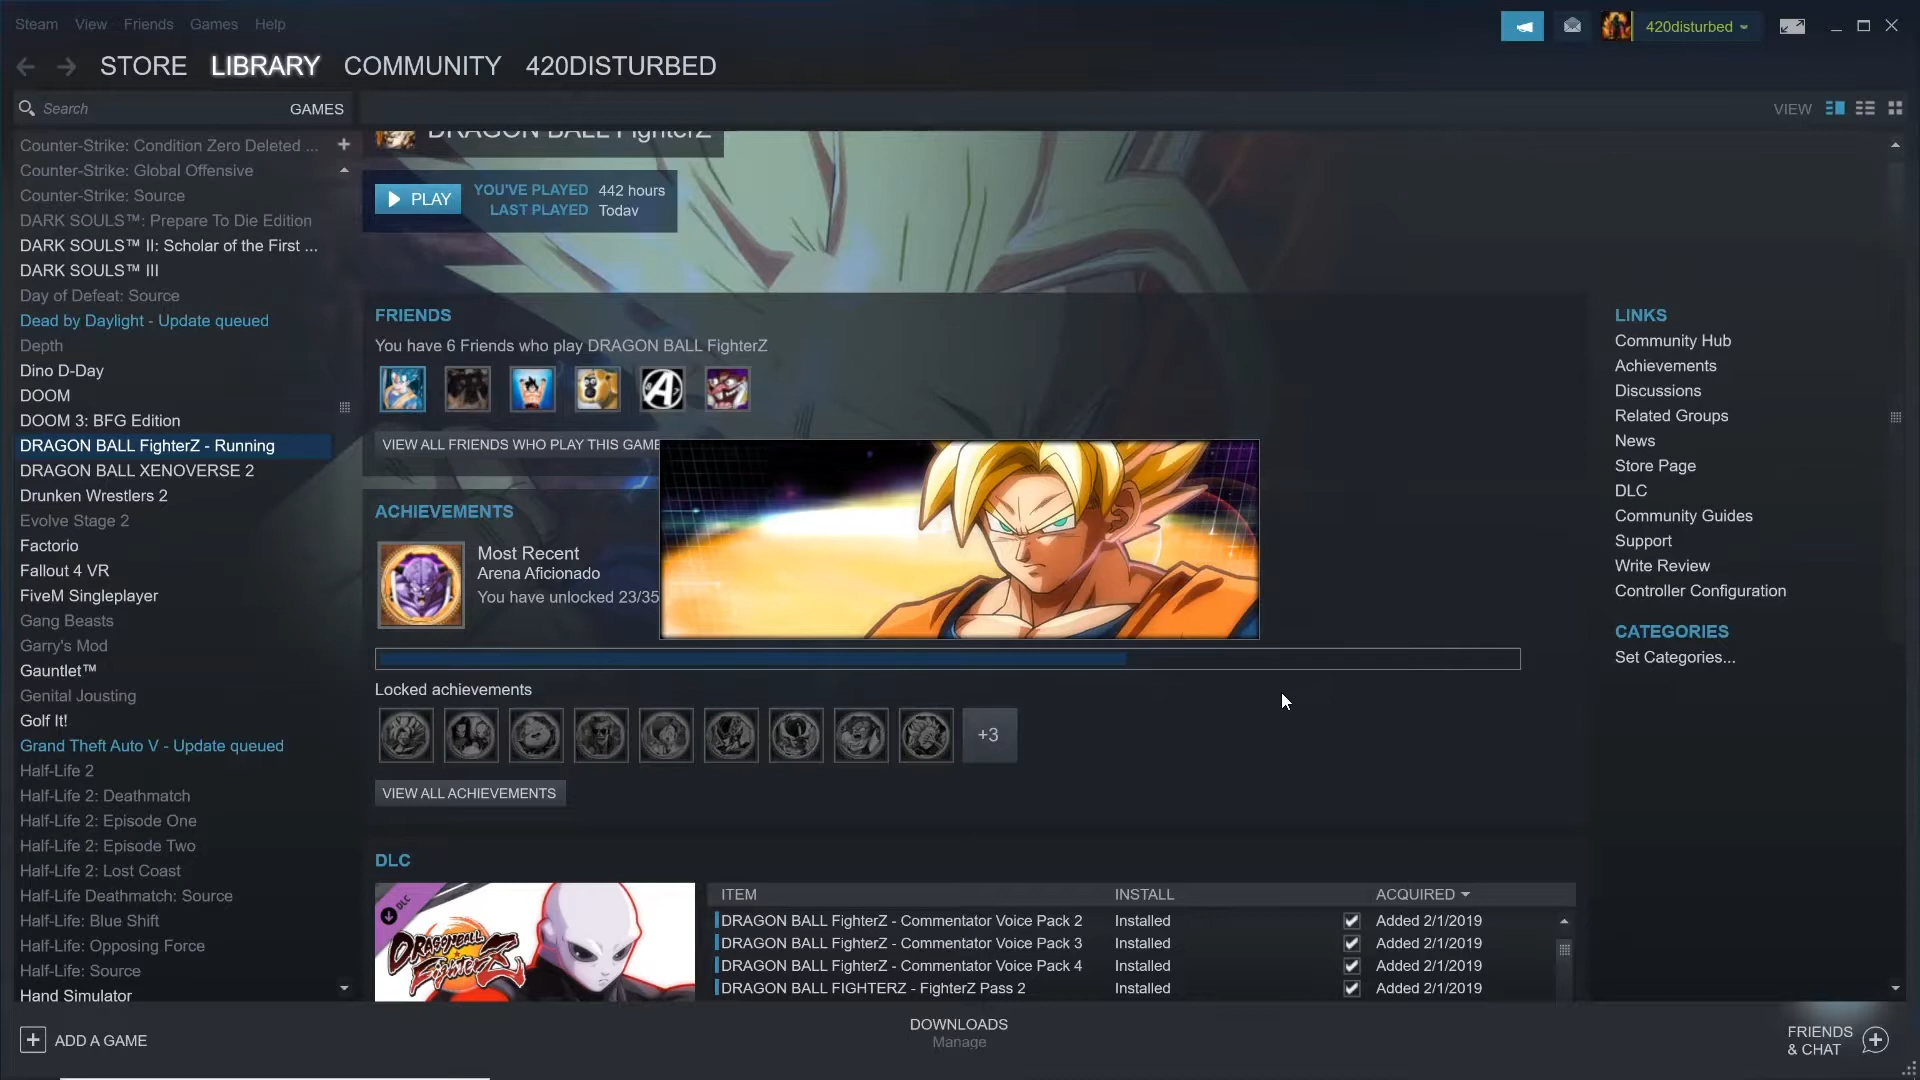 Steam View Friends Games Help
420disturbed
STORE LIBRARY COMMUNITY 420DISTURBED
Search GAMES
VIEW
Counter-Strike: Condition Zero Deleted ...
Counter-Strike: Global Offensive
Counter-Strike: Source
DARK SOULS™: Prepare To Die Edition
DARK SOULS™ II: Scholar of the First ...
DARK SOULS™ III
Day of Defeat: Source
Dead by Daylight - Update queued
Depth
Dino D-Day
DOOM
DOOM 3: BFG Edition
DRAGON BALL FighterZ - Running
DRAGON BALL XENOVERSE 2
Drunken Wrestlers 2
Evolve Stage 2
Factorio
Fallout 4 VR
FiveM Singleplayer
Gang Beasts
Garry's Mod
Gauntlet™
Genital Jousting
Golf It!
Grand Theft Auto V - Update queued
Half-Life 2
Half-Life 2: Deathmatch
Half-Life 2: Episode One
Half-Life 2: Episode Two
Half-Life 2: Lost Coast
Half-Life Deathmatch: Source
Half-Life: Blue Shift
Half-Life: Opposing Force
Half-Life: Source
Hand Simulator
DRAGON BALL FighterZ
PLAY
YOU'VE PLAYED 442 hours
LAST PLAYED Today
FRIENDS
You have 6 Friends who play DRAGON BALL FighterZ
VIEW ALL FRIENDS WHO PLAY THIS GAME
ACHIEVEMENTS
Most Recent
Arena Aficionado
You have unlocked 23/35
Locked achievements
+3
VIEW ALL ACHIEVEMENTS
DLC
DLC
DRAGONBALL
FighterZ
ITEM INSTALL ACQUIRED
DRAGON BALL FighterZ - Commentator Voice Pack 2 Installed Added 2/1/2019
DRAGON BALL FighterZ - Commentator Voice Pack 3 Installed Added 2/1/2019
DRAGON BALL FighterZ - Commentator Voice Pack 4 Installed Added 2/1/2019
DRAGON BALL FIGHTERZ - FighterZ Pass 2 Installed Added 2/1/2019
LINKS
Community Hub
Achievements
Discussions
Related Groups
News
Store Page
DLC
Community Guides
Support
Write Review
Controller Configuration
CATEGORIES
Set Categories...
ADD A GAME
DOWNLOADS
Manage
FRIENDS
& CHAT